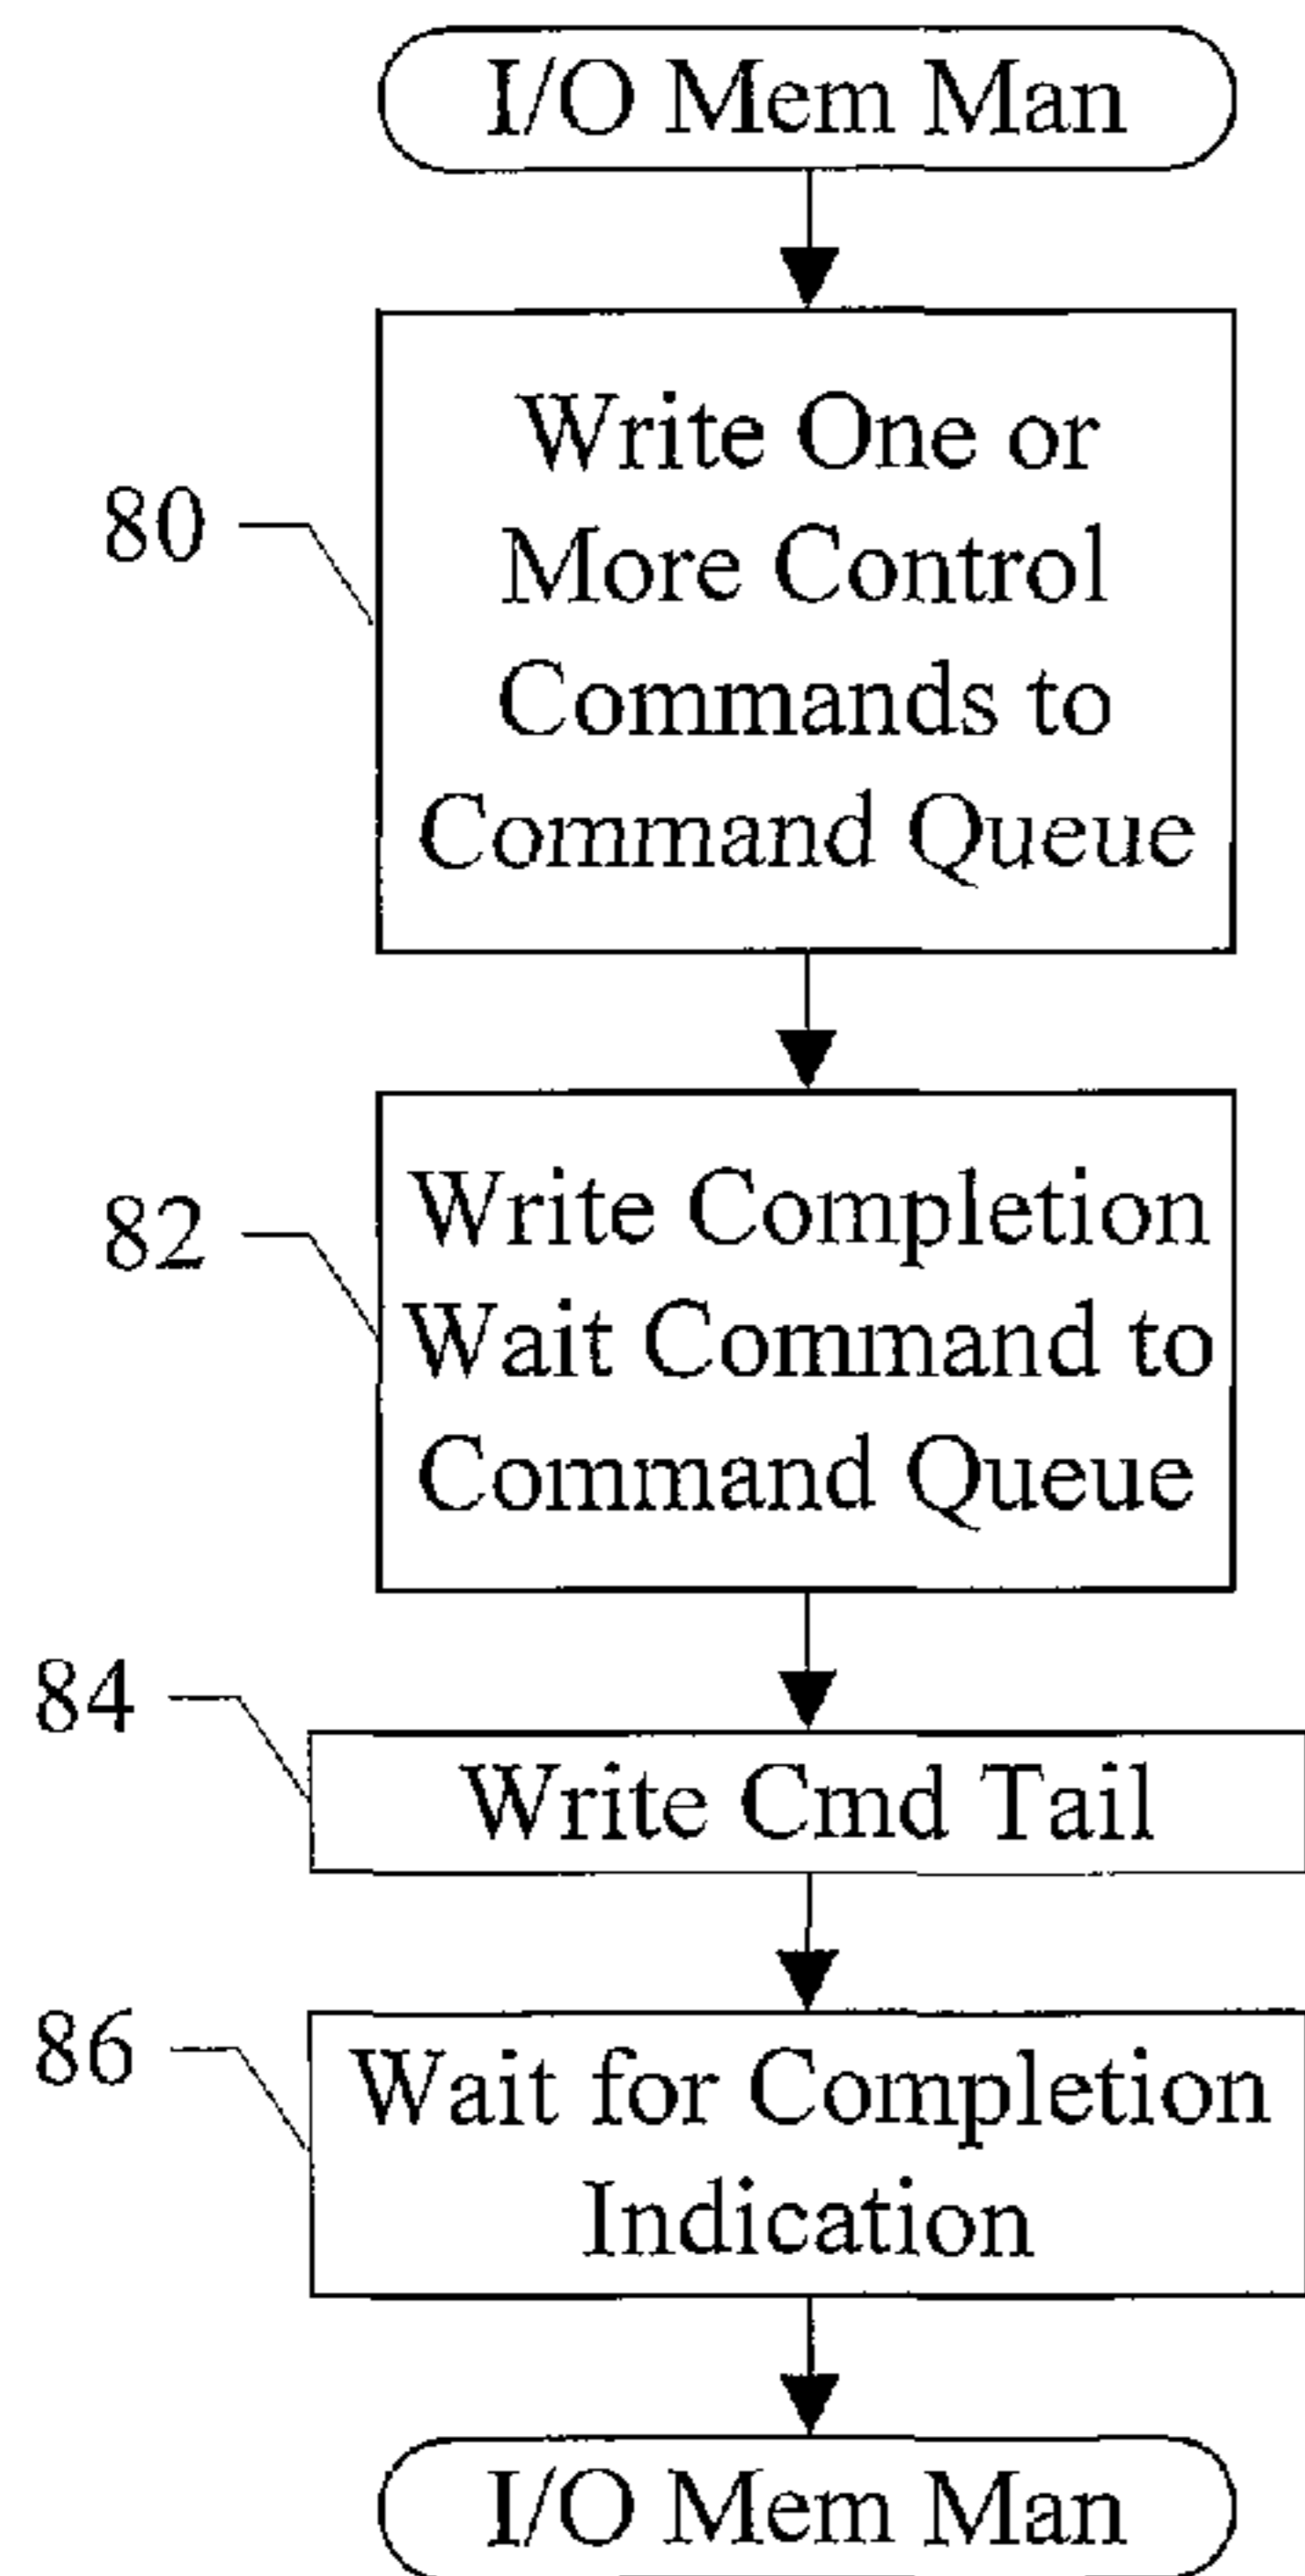 I/O Mem Man
80
Write One or
More Control
Commands to
Command Queue
82
Write Completion
Wait Command to
Command Queue
84
Write Cmd Tail
86
Wait for Completion
Indication
I/O Mem Man